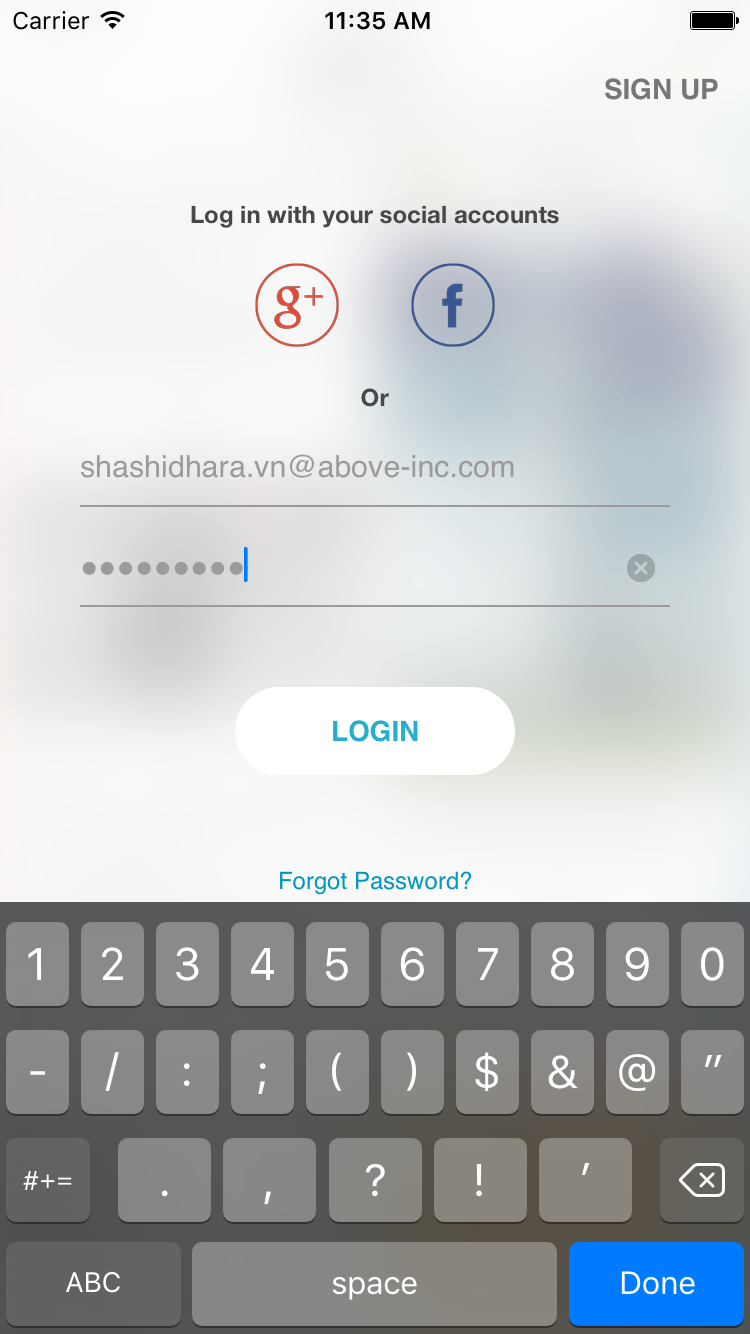 Carrier 11:35 AM
SIGN UP
Log in with your social accounts
g+ f
Or
shashidhara.vn@above-inc.com
●●●●●●●●●
LOGIN
Forgot Password?
1 2 3 4 5 6 7 8 9 0
- / : ; ( ) $ & @ "
#+= . , ? ! '
ABC space Done